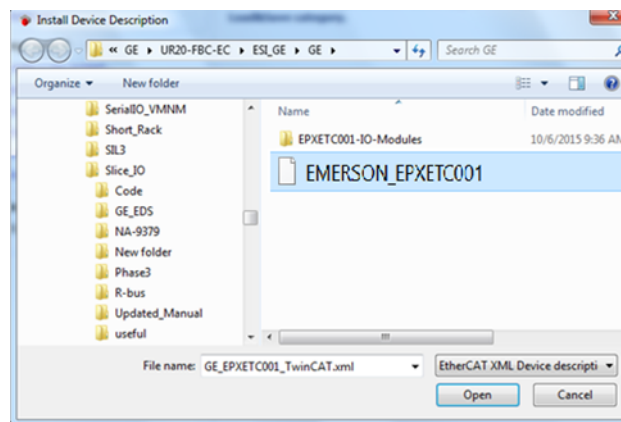 Install Device Description
« GE ▸ UR20-FBC-EC ▸ ESI_GE ▸ GE ▸
Search GE
Organize
New folder
SerialIO_VMNM
Short_Rack
SIL3
Slice_IO
Code
GE_EDS
NA-9379
New folder
Phase3
R-bus
Updated_Manual
useful
Name
Date modified
EPXETC001-IO-Modules
10/6/2015 9:36 AM
EMERSON_EPXETC001
File name:
GE_EPXETC001_TwinCAT.xml
EtherCAT XML Device descripti
Open
Cancel